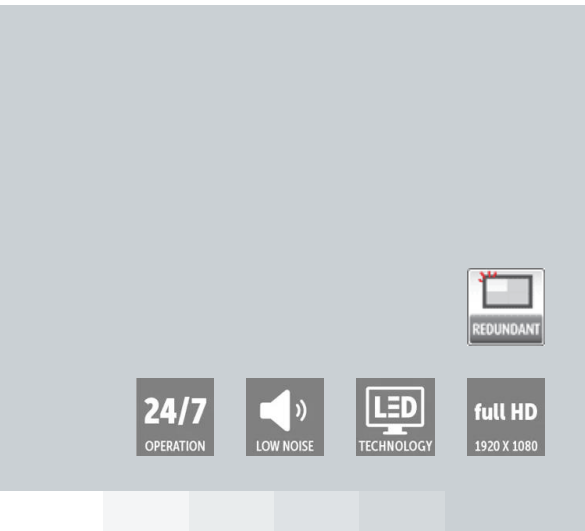 REDUNDANT
24/7
OPERATION
LOW NOISE
LED
TECHNOLOGY
full HD
1920 X 1080